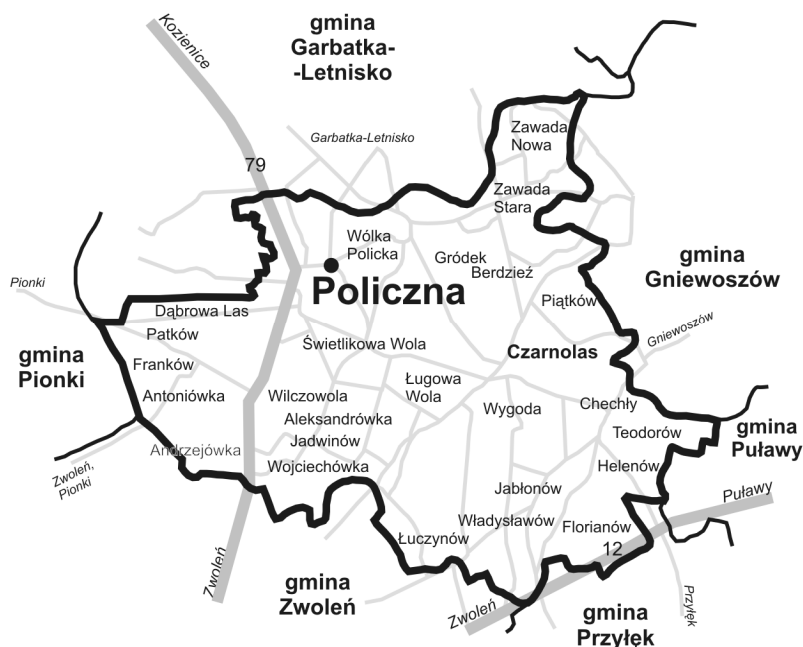 Kozienice
gmina
Garbatka-
-Letnisko
Garbatka-Letnisko
79
Zawada
Nowa
Zawada
Stara
Wólka
Policka
Gródek
Berdzież
gmina
Gniewoszów
Policzna
Pionki
Piątków
Dąbrowa Las
Patków
Gniewoszów
Świetlikowa Wola
Czarnolas
gmina
Pionki
Franków
Antoniówka
Ługowa
Wola
Wilczowola
Wygoda
Chechły
Aleksandrówka
Teodorów
gmina
Puławy
Jadwinów
Andrzejówka
Wojciechówka
Helenów
Zwoleń,
Pionki
Jabłonów
Puławy
Władysławów
Florianów
Łuczynów
12
Zwoleń
gmina
Zwoleń
Zwoleń
Przyłęk
gmina
Przyłęk